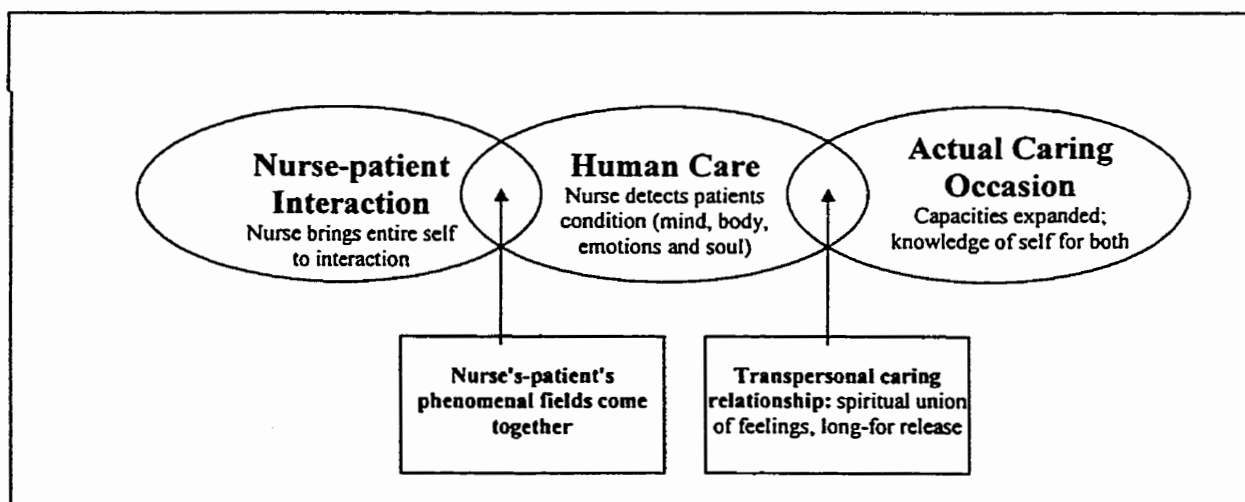 Nurse-patient
Interaction
Nurse brings entire self
to interaction
Human Care
Nurse detects patients
condition (mind, body,
emotions and soul)
Actual Caring
Occasion
Capacities expanded;
knowledge of self for both
Nurse's-patient's
phenomenal fields come
together
Transpersonal caring
relationship: spiritual union
of feelings, long-for release